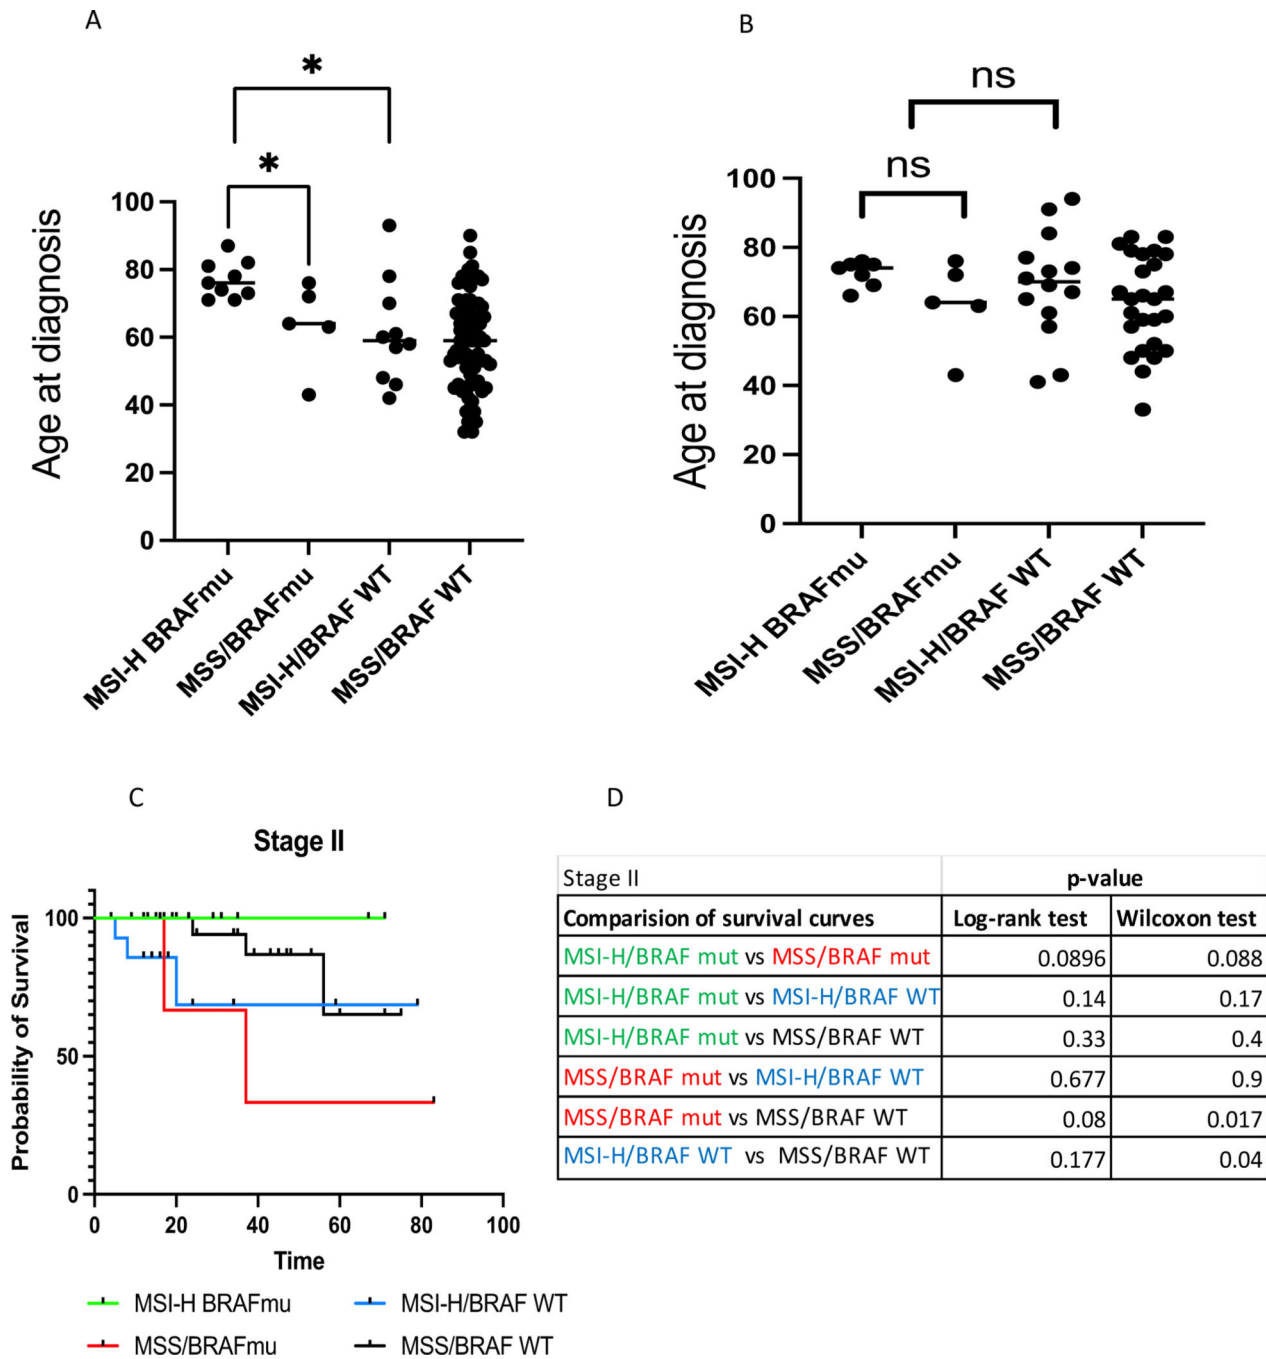 A
*
*
Age at diagnosis
100
80
60
40
20
0
MSI-H BRAFmu
MSS/BRAFmu
MSI-H/BRAF WT
MSS/BRAF WT
B
ns
ns
Age at diagnosis
100
80
60
40
20
0
MSI-H BRAFmu
MSS/BRAFmu
MSI-H/BRAF WT
MSS/BRAF WT
C
Stage II
Probability of Survival
100
50
0
0 20 40 60 80 100
Time
MSI-H BRAFmu
MSI-H/BRAF WT
MSS/BRAFmu
MSS/BRAF WT
D
Stage II p-value
Comparision of survival curves Log-rank test Wilcoxon test
MSI-H/BRAF mut vs MSS/BRAF mut 0.0896 0.088
MSI-H/BRAF mut vs MSI-H/BRAF WT 0.14 0.17
MSI-H/BRAF mut vs MSS/BRAF WT 0.33 0.4
MSS/BRAF mut vs MSI-H/BRAF WT 0.677 0.9
MSS/BRAF mut vs MSS/BRAF WT 0.08 0.017
MSI-H/BRAF WT vs MSS/BRAF WT 0.177 0.04